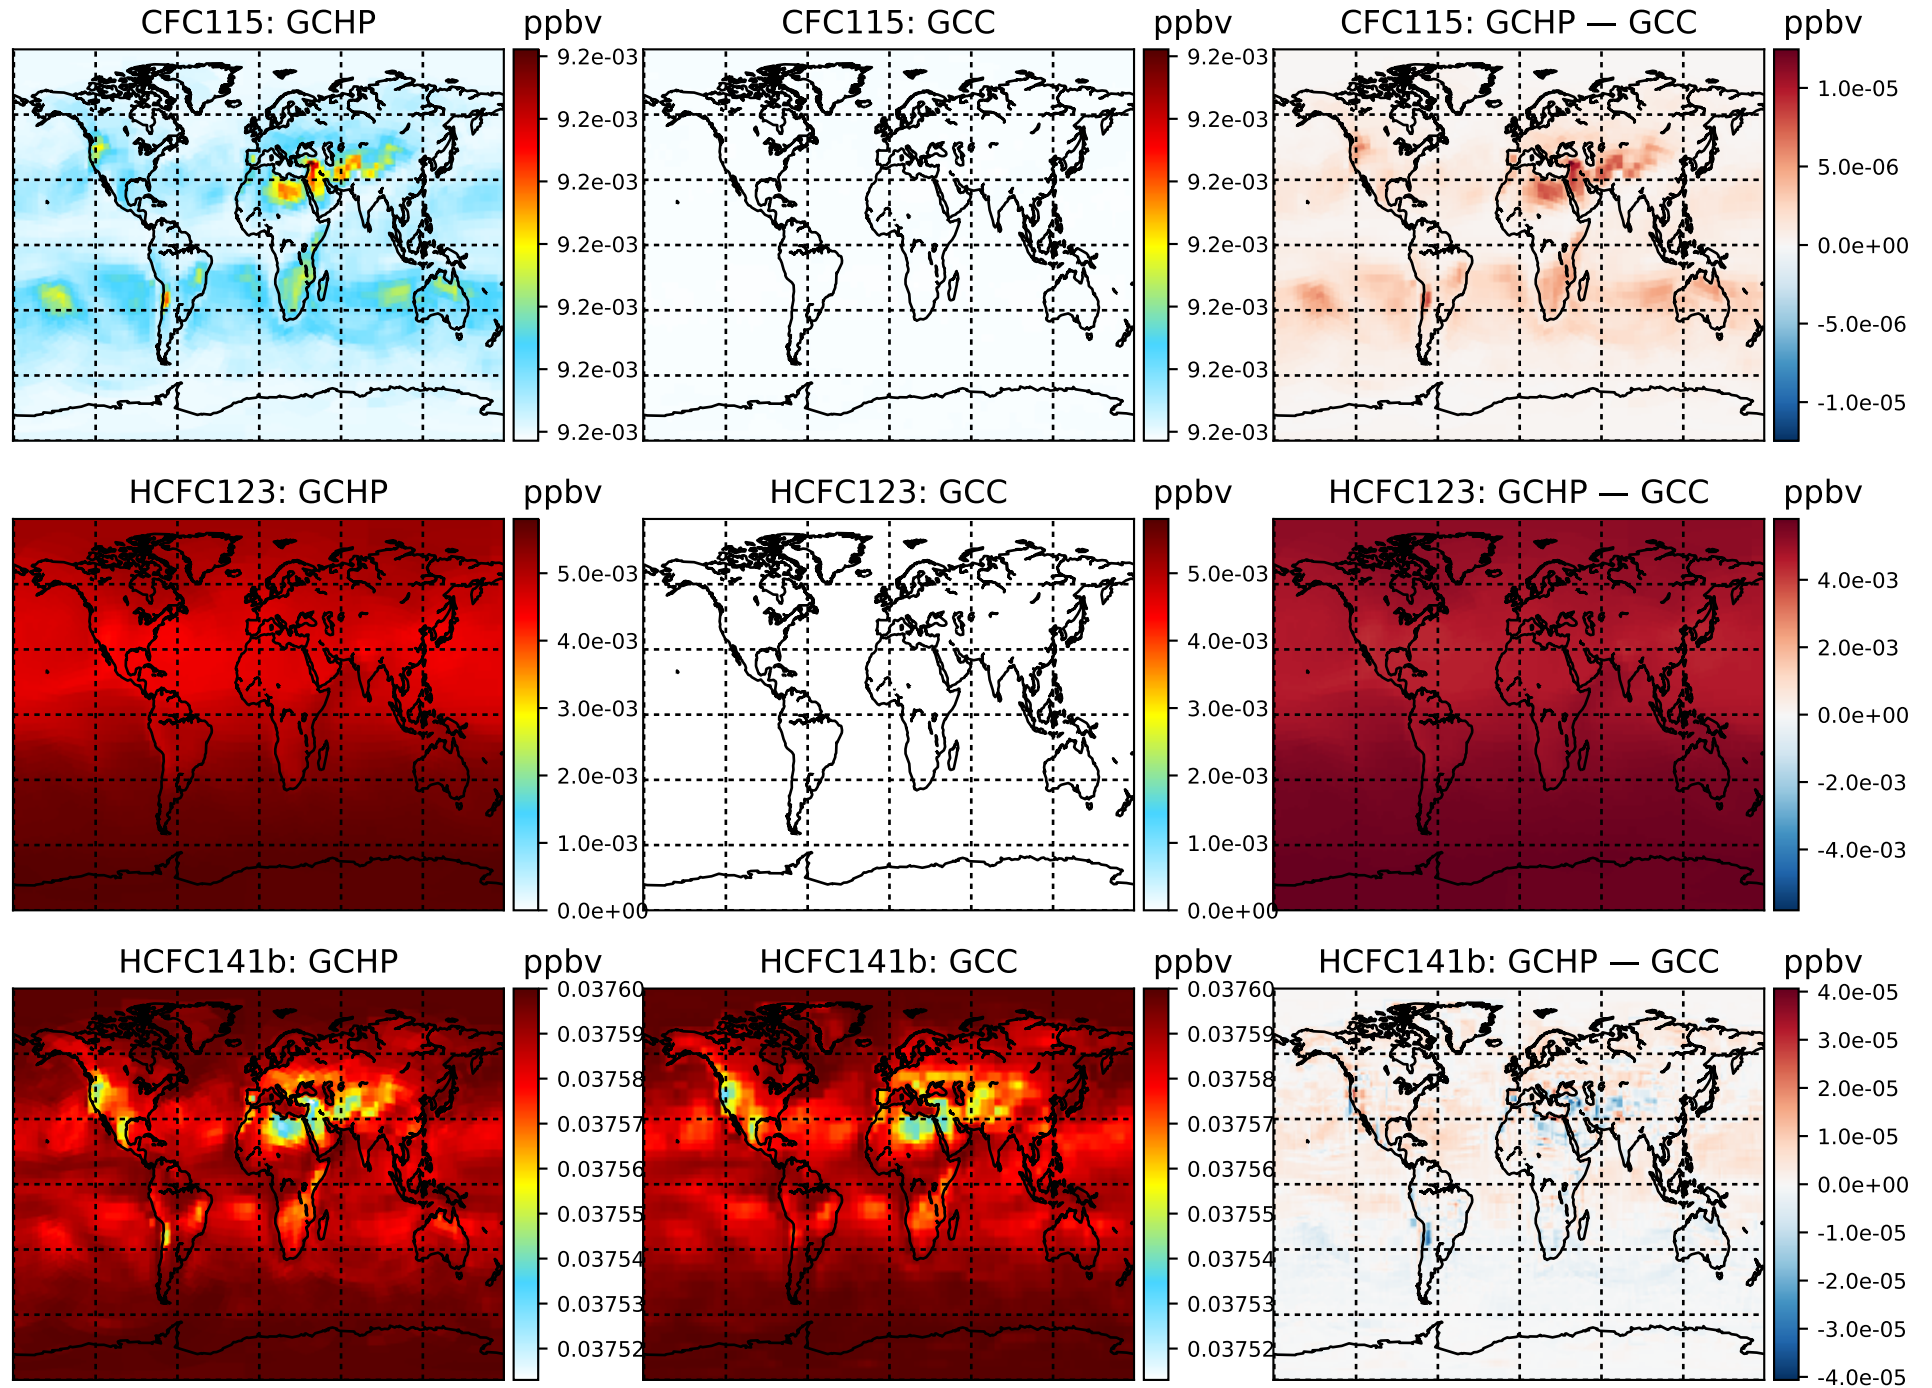 CFC115: GCHP
ppbv
CFC115: GCC
ppbv
CFC115: GCHP — GCC
ppbv
9.2e-03
9.2e-03
9.2e-03
9.2e-03
9.2e-03
9.2e-03
9.2e-03
9.2e-03
9.2e-03
9.2e-03
9.2e-03
9.2e-03
9.2e-03
9.2e-03
1.0e-05
5.0e-06
0.0e+00
-5.0e-06
-1.0e-05
HCFC123: GCHP
ppbv
HCFC123: GCC
ppbv
HCFC123: GCHP — GCC
ppbv
5.0e-03
4.0e-03
3.0e-03
2.0e-03
1.0e-03
0.0e+00
5.0e-03
4.0e-03
3.0e-03
2.0e-03
1.0e-03
0.0e+00
4.0e-03
2.0e-03
0.0e+00
-2.0e-03
-4.0e-03
HCFC141b: GCHP
ppbv
HCFC141b: GCC
ppbv
HCFC141b: GCHP — GCC
ppbv
0.03760
0.03759
0.03758
0.03757
0.03756
0.03755
0.03754
0.03753
0.03752
0.03760
0.03759
0.03758
0.03757
0.03756
0.03755
0.03754
0.03753
0.03752
4.0e-05
3.0e-05
2.0e-05
1.0e-05
0.0e+00
-1.0e-05
-2.0e-05
-3.0e-05
-4.0e-05